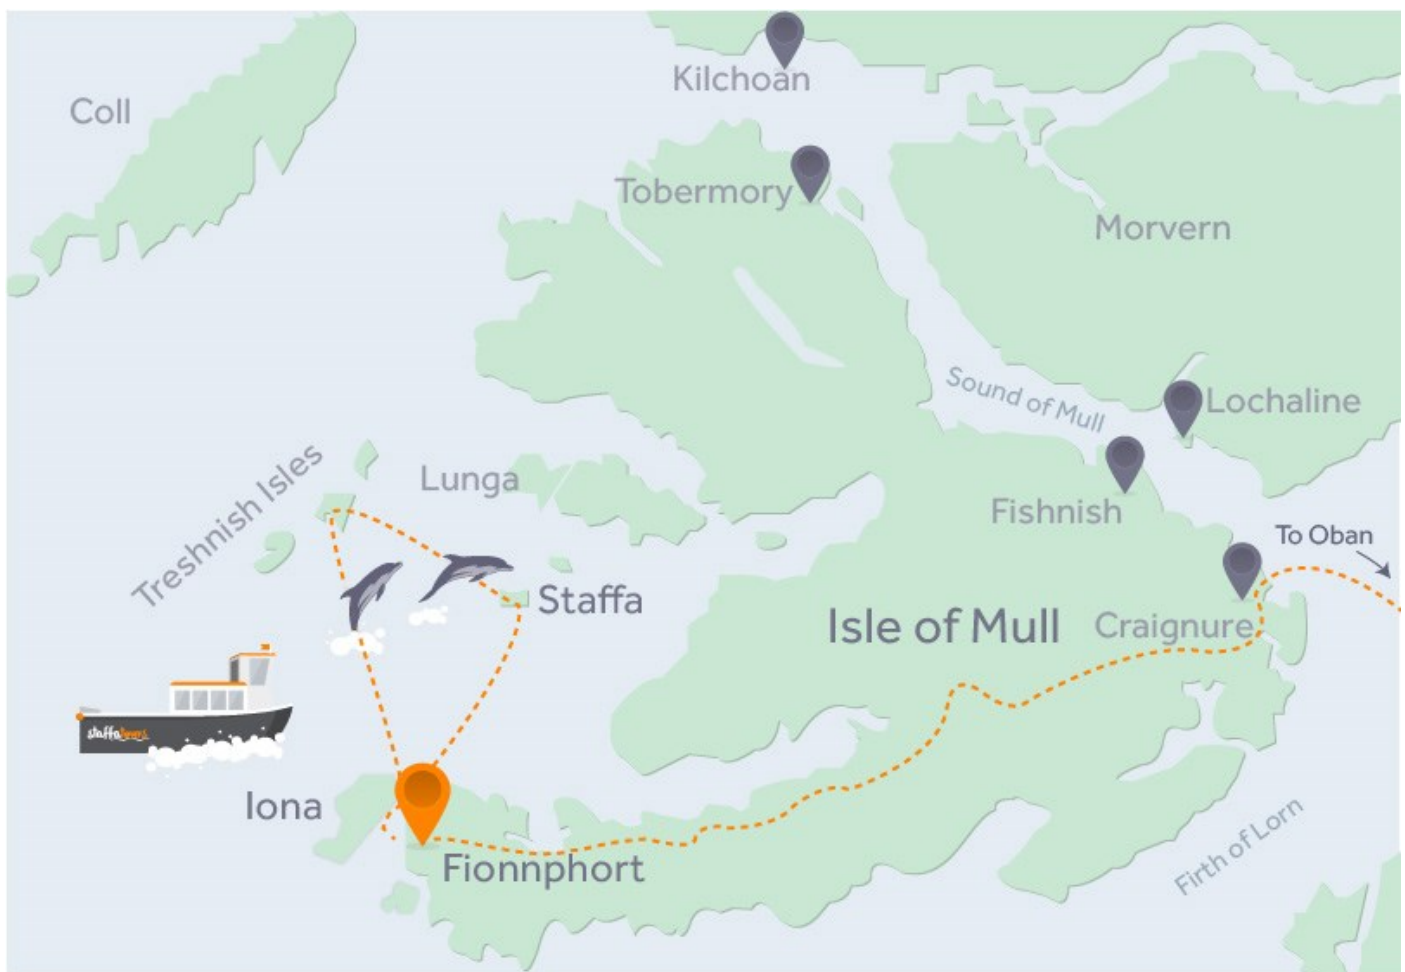 Kilchoan
Coll
Tobermory
Morvern
Sound of Mull
Lochaline
Treshnish Isles
Lunga
Fishnish
To Oban
Staffa
Isle of Mull
Craignure
staffatours
Iona
Fionnphort
Firth of Lorn